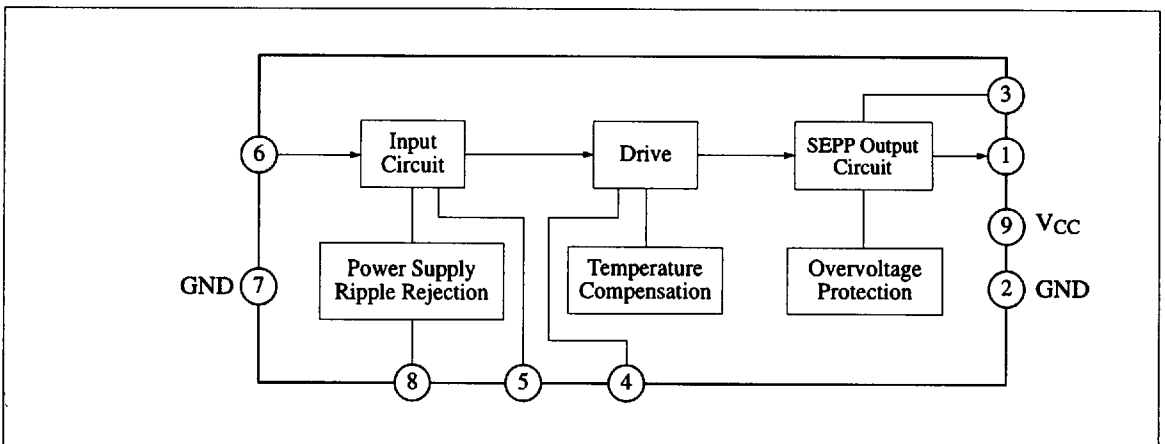 3
6
Input
Circuit
Drive
SEPP Output
Circuit
1
9 VCC
GND 7
Power Supply
Ripple Rejection
Temperature
Compensation
Overvoltage
Protection
2 GND
8
5
4